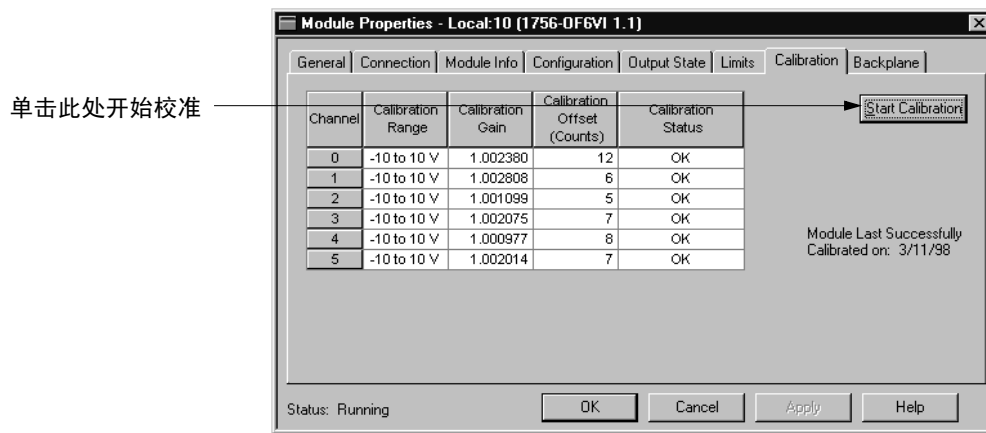 Module Properties - Local:10 (1756-OF6VI 1.1)
General Connection Module Info Configuration Output State Limits Calibration Backplane
单击此处开始校准
Start Calibration
Channel Calibration Range Calibration Gain Calibration Offset (Counts) Calibration Status
0 -10 to 10 V 1.002380 12 OK
1 -10 to 10 V 1.002808 6 OK
2 -10 to 10 V 1.001099 5 OK
3 -10 to 10 V 1.002075 7 OK
4 -10 to 10 V 1.000977 8 OK
5 -10 to 10 V 1.002014 7 OK
Module Last Successfully
Calibrated on: 3/11/98
Status: Running
OK Cancel Apply Help